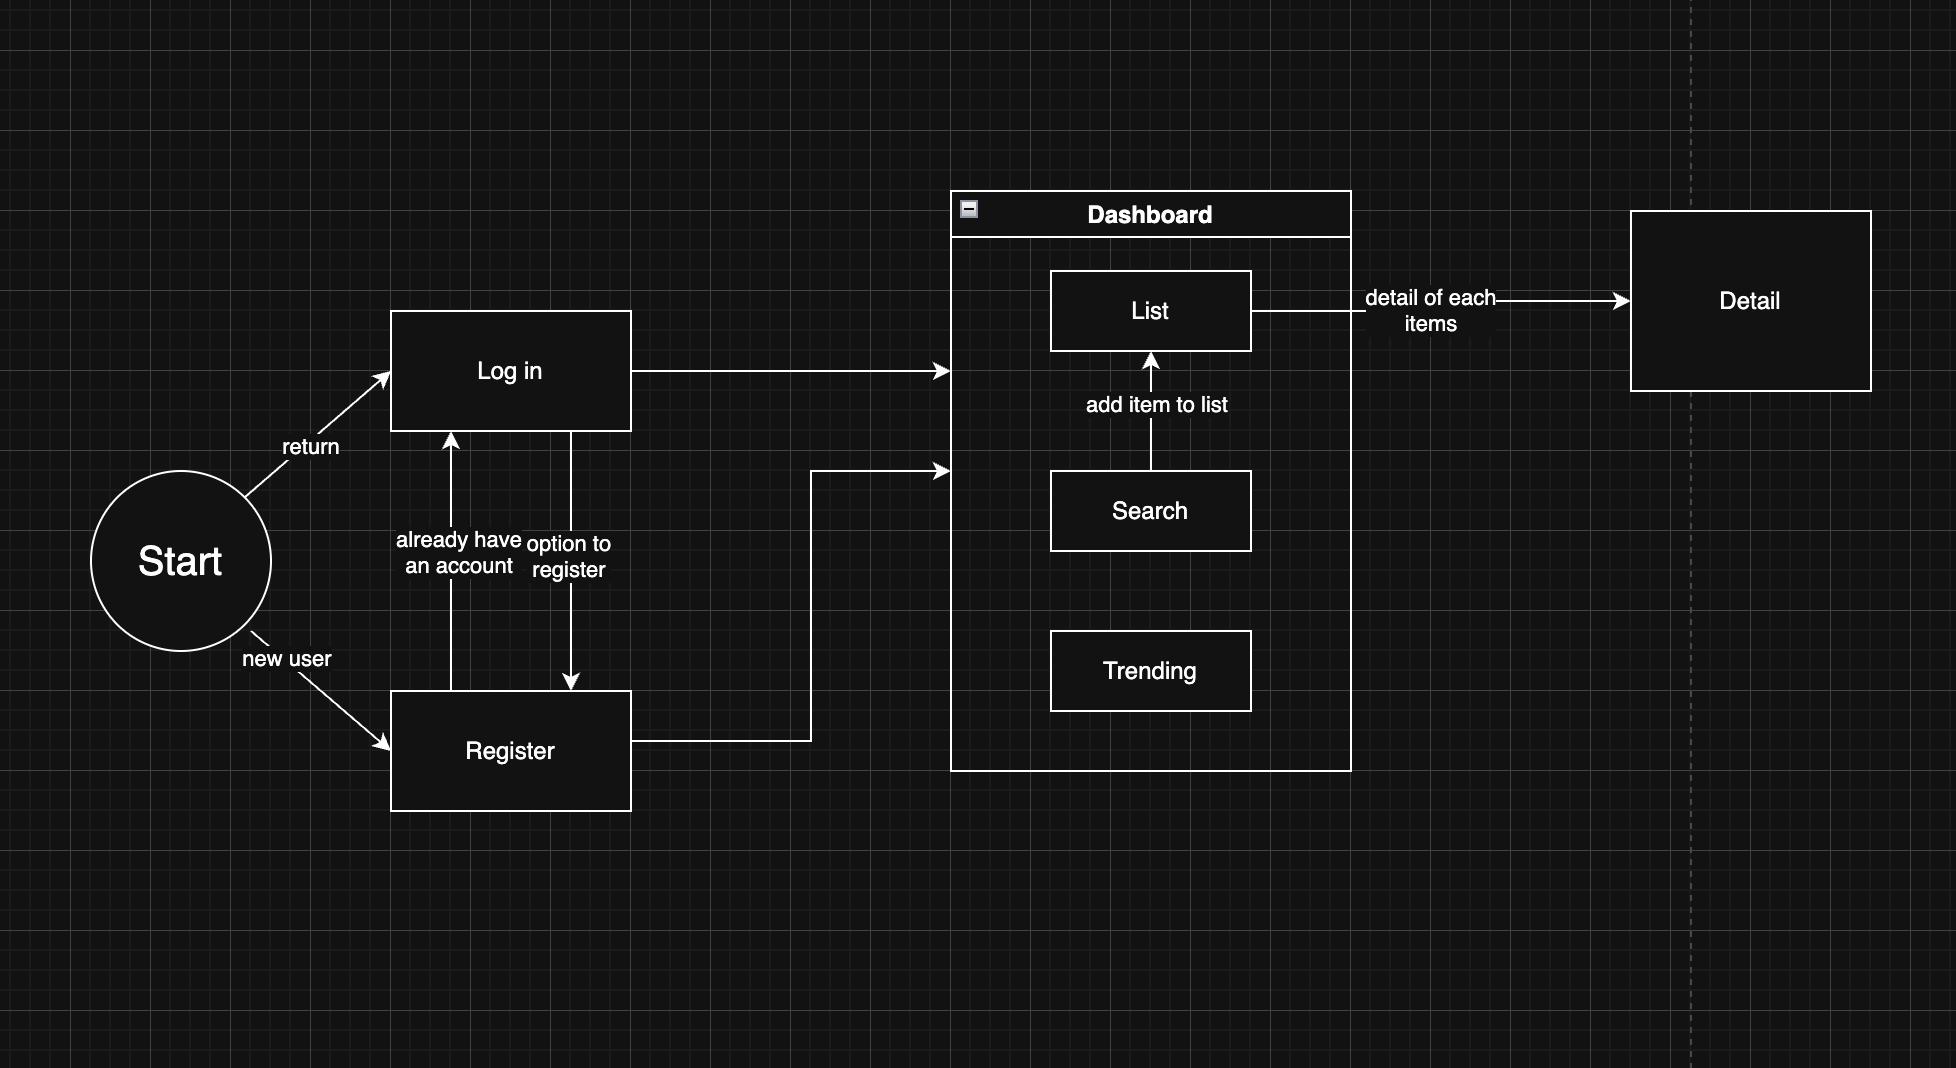 Dashboard
List
detail of each
items
Detail
Log in
add item to list
return
Search
already have
an account
option to
register
Start
new user
Trending
Register